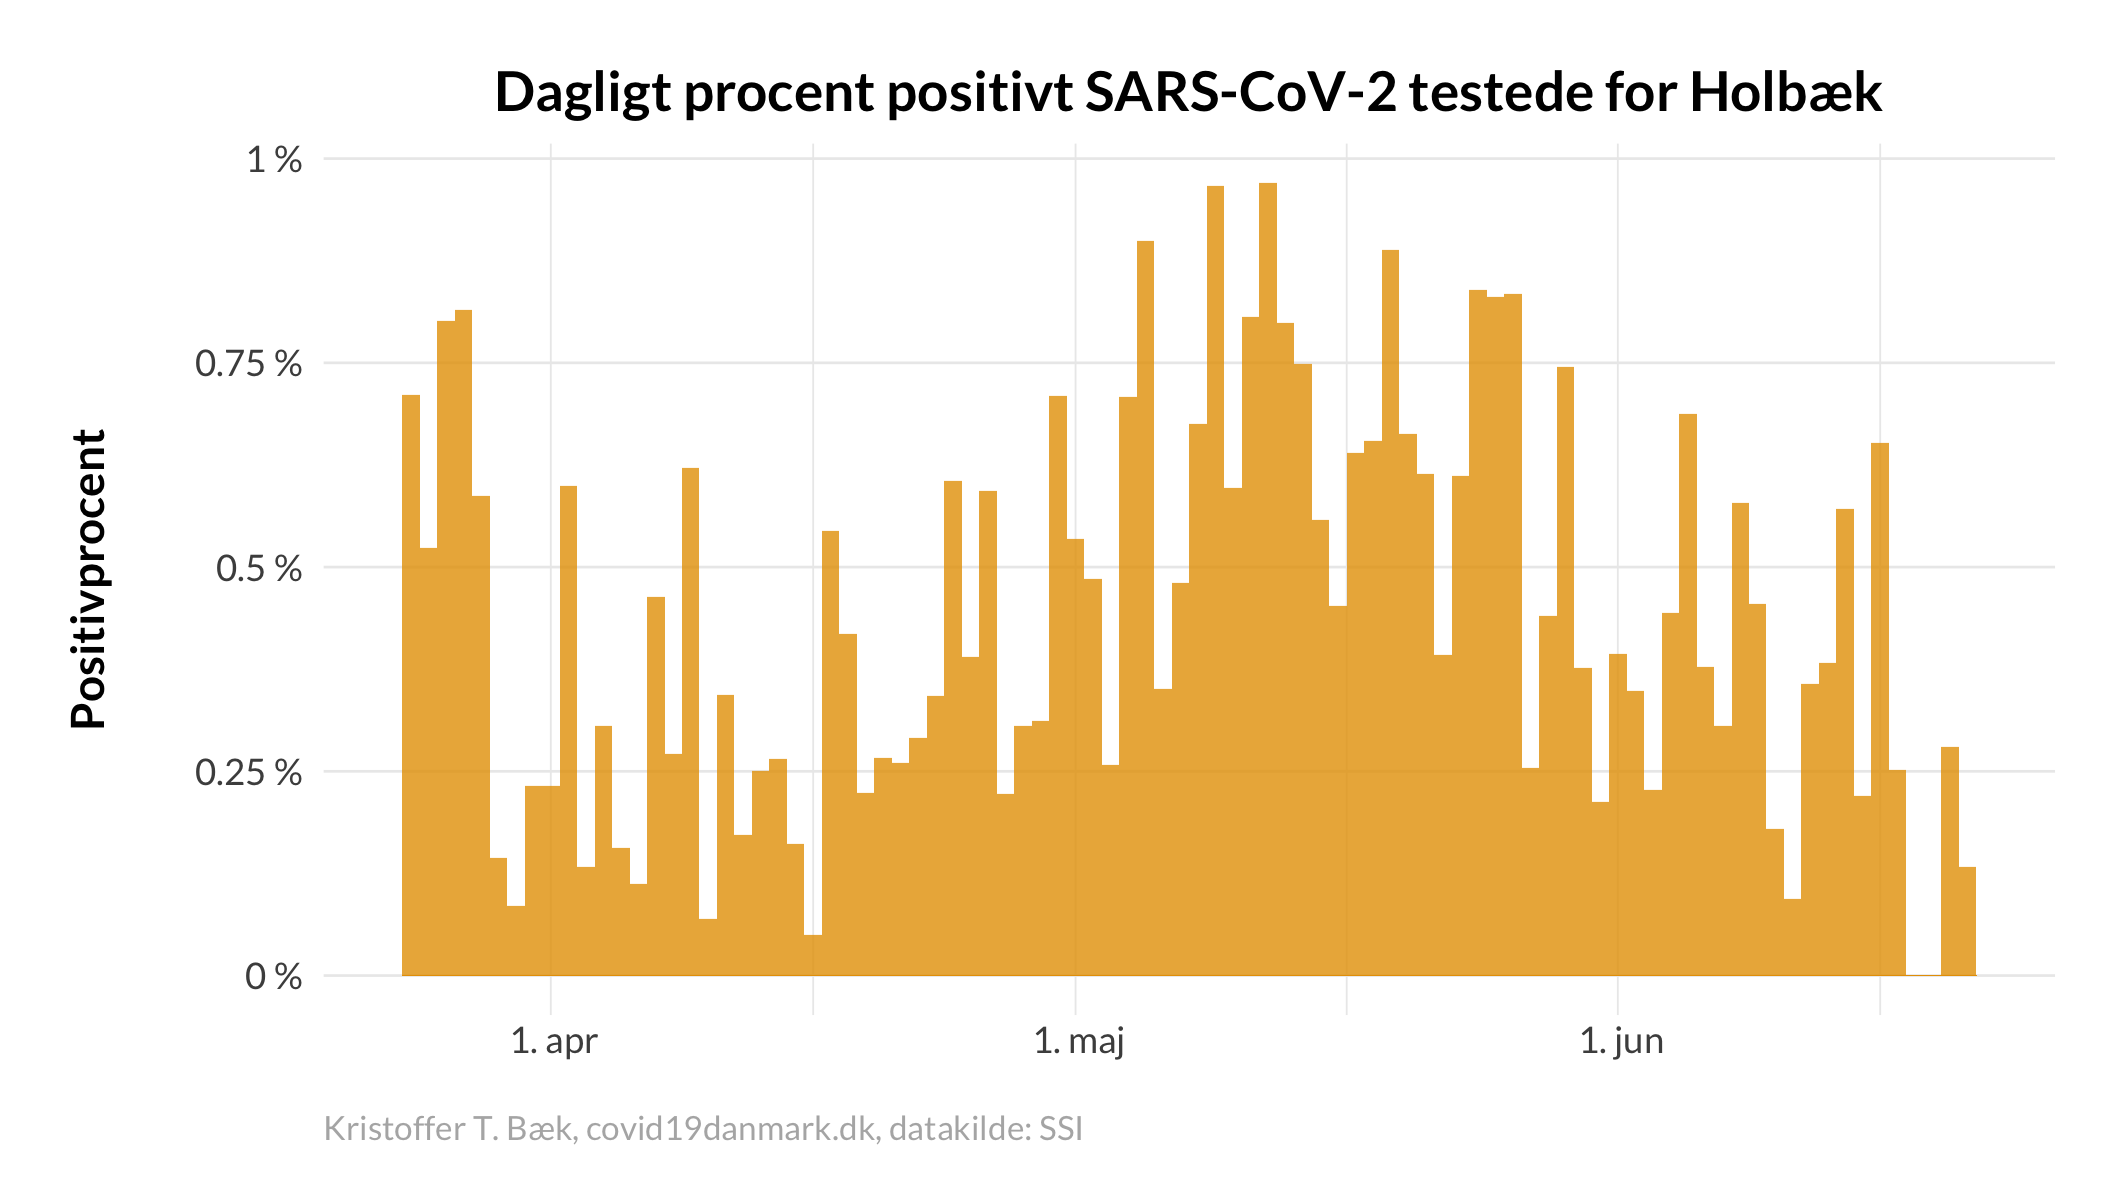 Dagligt procent positivt SARS-CoV-2 testede for Holbæk
Positivprocent
1 %
0.75 %
0.5 %
0.25 %
0 %
1. apr
1. maj
1. jun
Kristoffer T. Bæk, covid19danmark.dk, datakilde: SSI